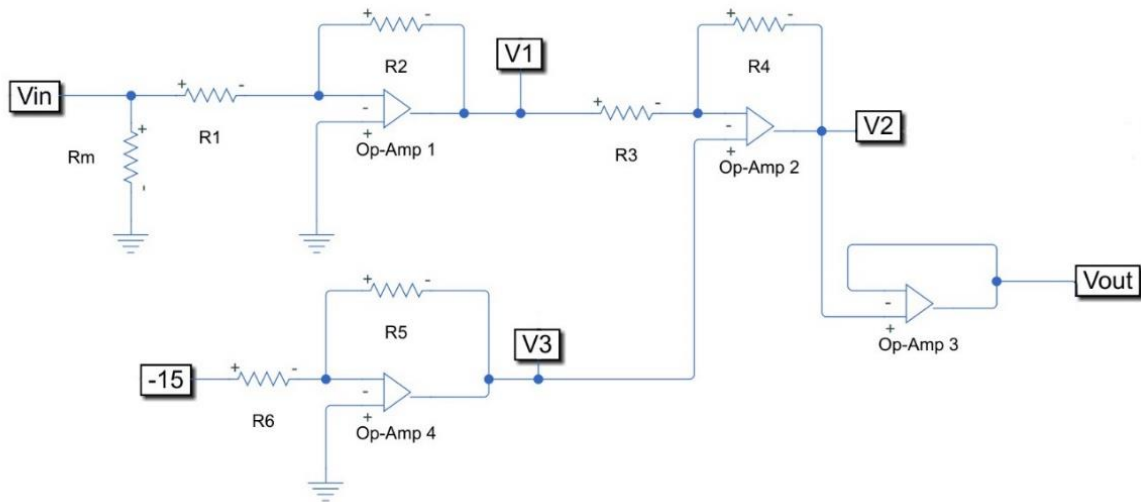 + -
R2
V1
+ -
R4
Vin
+ -
R1
-
+
Op-Amp 1
+ -
R3
-
+
Op-Amp 2
V2
+
Rm
-
+ -
R5
V3
-
+
Op-Amp 3
Vout
-15
+ -
R6
-
+
Op-Amp 4